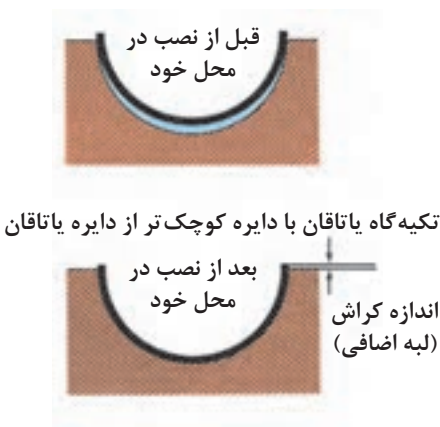 قبل از نصب در
محل خود
تکیه‌گاه یاتاقان با دایره کوچک‌تر از دایره یاتاقان
بعد از نصب در
محل خود
اندازه کراش
(لبه اضافی)